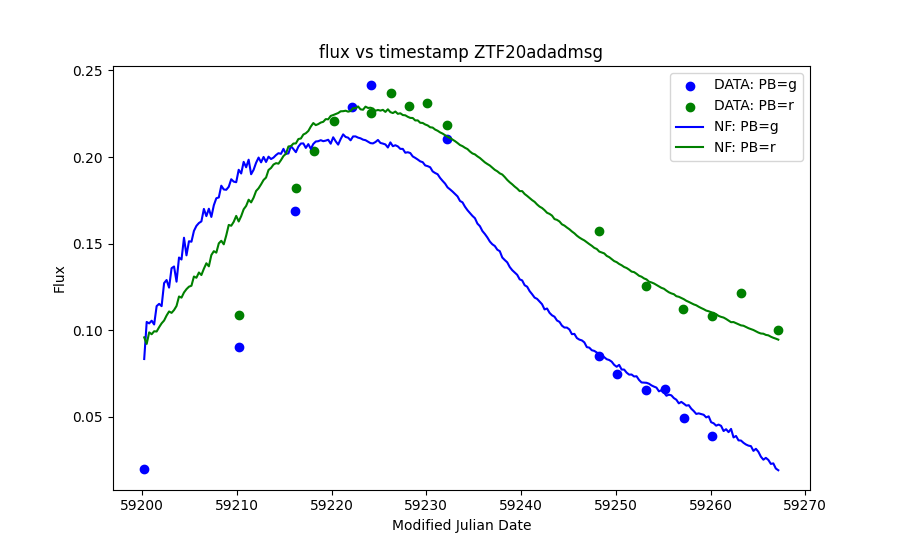 flux vs timestamp ZTF20adadmsg
0.25
0.20
0.15
0.10
0.05
Flux
DATA: PB=g
DATA: PB=r
NF: PB=g
NF: PB=r
59200 59210 59220 59230 59240 59250 59260 59270
Modified Julian Date